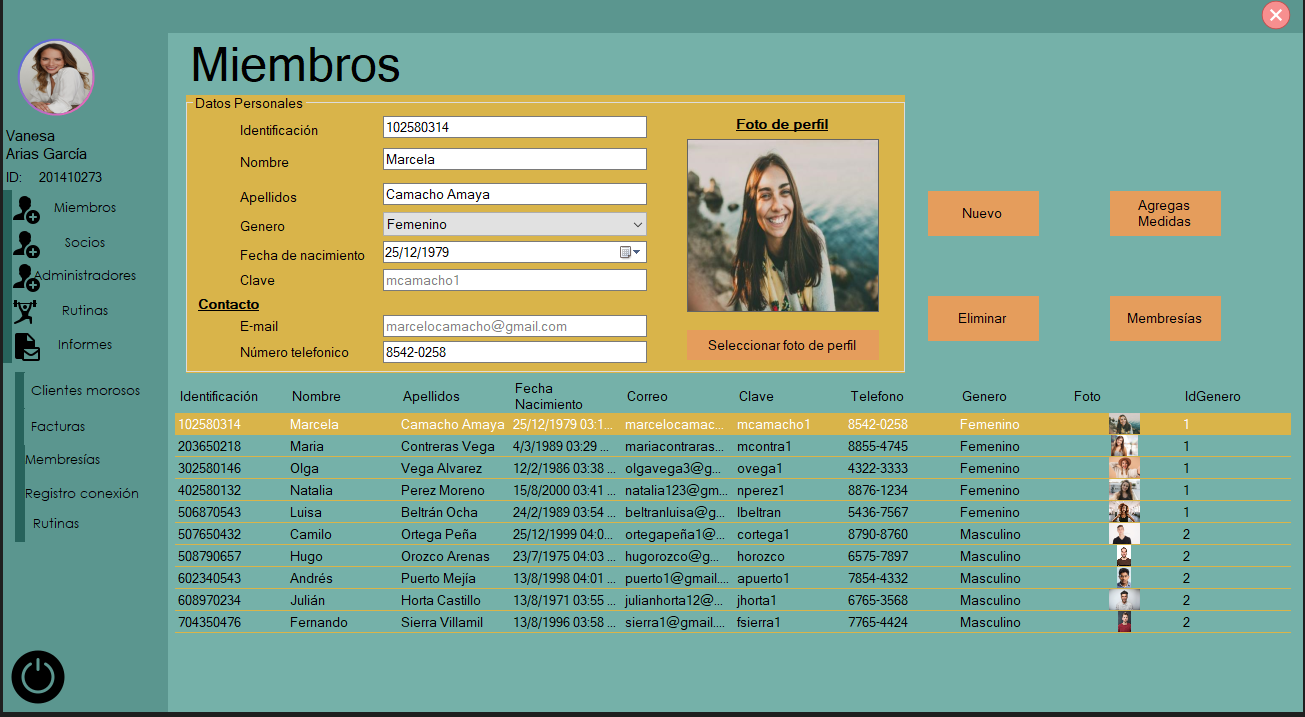 Miembros
Vanesa
Arias García
ID: 201410273
Miembros
Socios
Administradores
Rutinas
Informes
Clientes morosos
Facturas
Membresías
Registro conexión
Rutinas
Datos Personales
Identificación 102580314
Nombre Marcela
Apellidos Camacho Amaya
Genero Femenino
Fecha de nacimiento 25/12/1979
Clave mcamacho1
Contacto
E-mail marcelocamacho@gmail.com
Número telefonico 8542-0258
Foto de perfil
Seleccionar foto de perfil
Nuevo
Agregas
Medidas
Eliminar
Membresías
Identificación Nombre Apellidos Fecha Nacimiento Correo Clave Telefono Genero Foto IdGenero
102580314 Marcela Camacho Amaya 25/12/1979 03:1... marcelocamac... mcamacho1 8542-0258 Femenino 1
203650218 Maria Contreras Vega 4/3/1989 03:29 ... mariacontraras... mcontra1 8855-4745 Femenino 1
302580146 Olga Vega Alvarez 12/2/1986 03:38 ... olgavega3@g... ovega1 4322-3333 Femenino 1
402580132 Natalia Perez Moreno 15/8/2000 03:41 ... natalia123@gm... nperez1 8876-1234 Femenino 1
506870543 Luisa Beltrán Ocha 24/2/1989 03:54 ... beltranluisa@g... lbeltran 5436-7567 Femenino 1
507650432 Camilo Ortega Peña 25/12/1999 04:0... ortegapeña1@... cortega1 8790-8760 Masculino 2
508790657 Hugo Orozco Arenas 23/7/1975 04:03 ... hugorozco@g... horozco 6575-7897 Masculino 2
602340543 Andrés Puerto Mejía 13/8/1998 04:01 ... puerto1@gmail.... apuerto1 7854-4332 Masculino 2
608970234 Julián Horta Castillo 13/8/1971 03:55 ... julianhorta12@... jhorta1 6765-3568 Masculino 2
704350476 Fernando Sierra Villamil 13/8/1996 03:58 ... sierra1@gmail.... fsierra1 7765-4424 Masculino 2